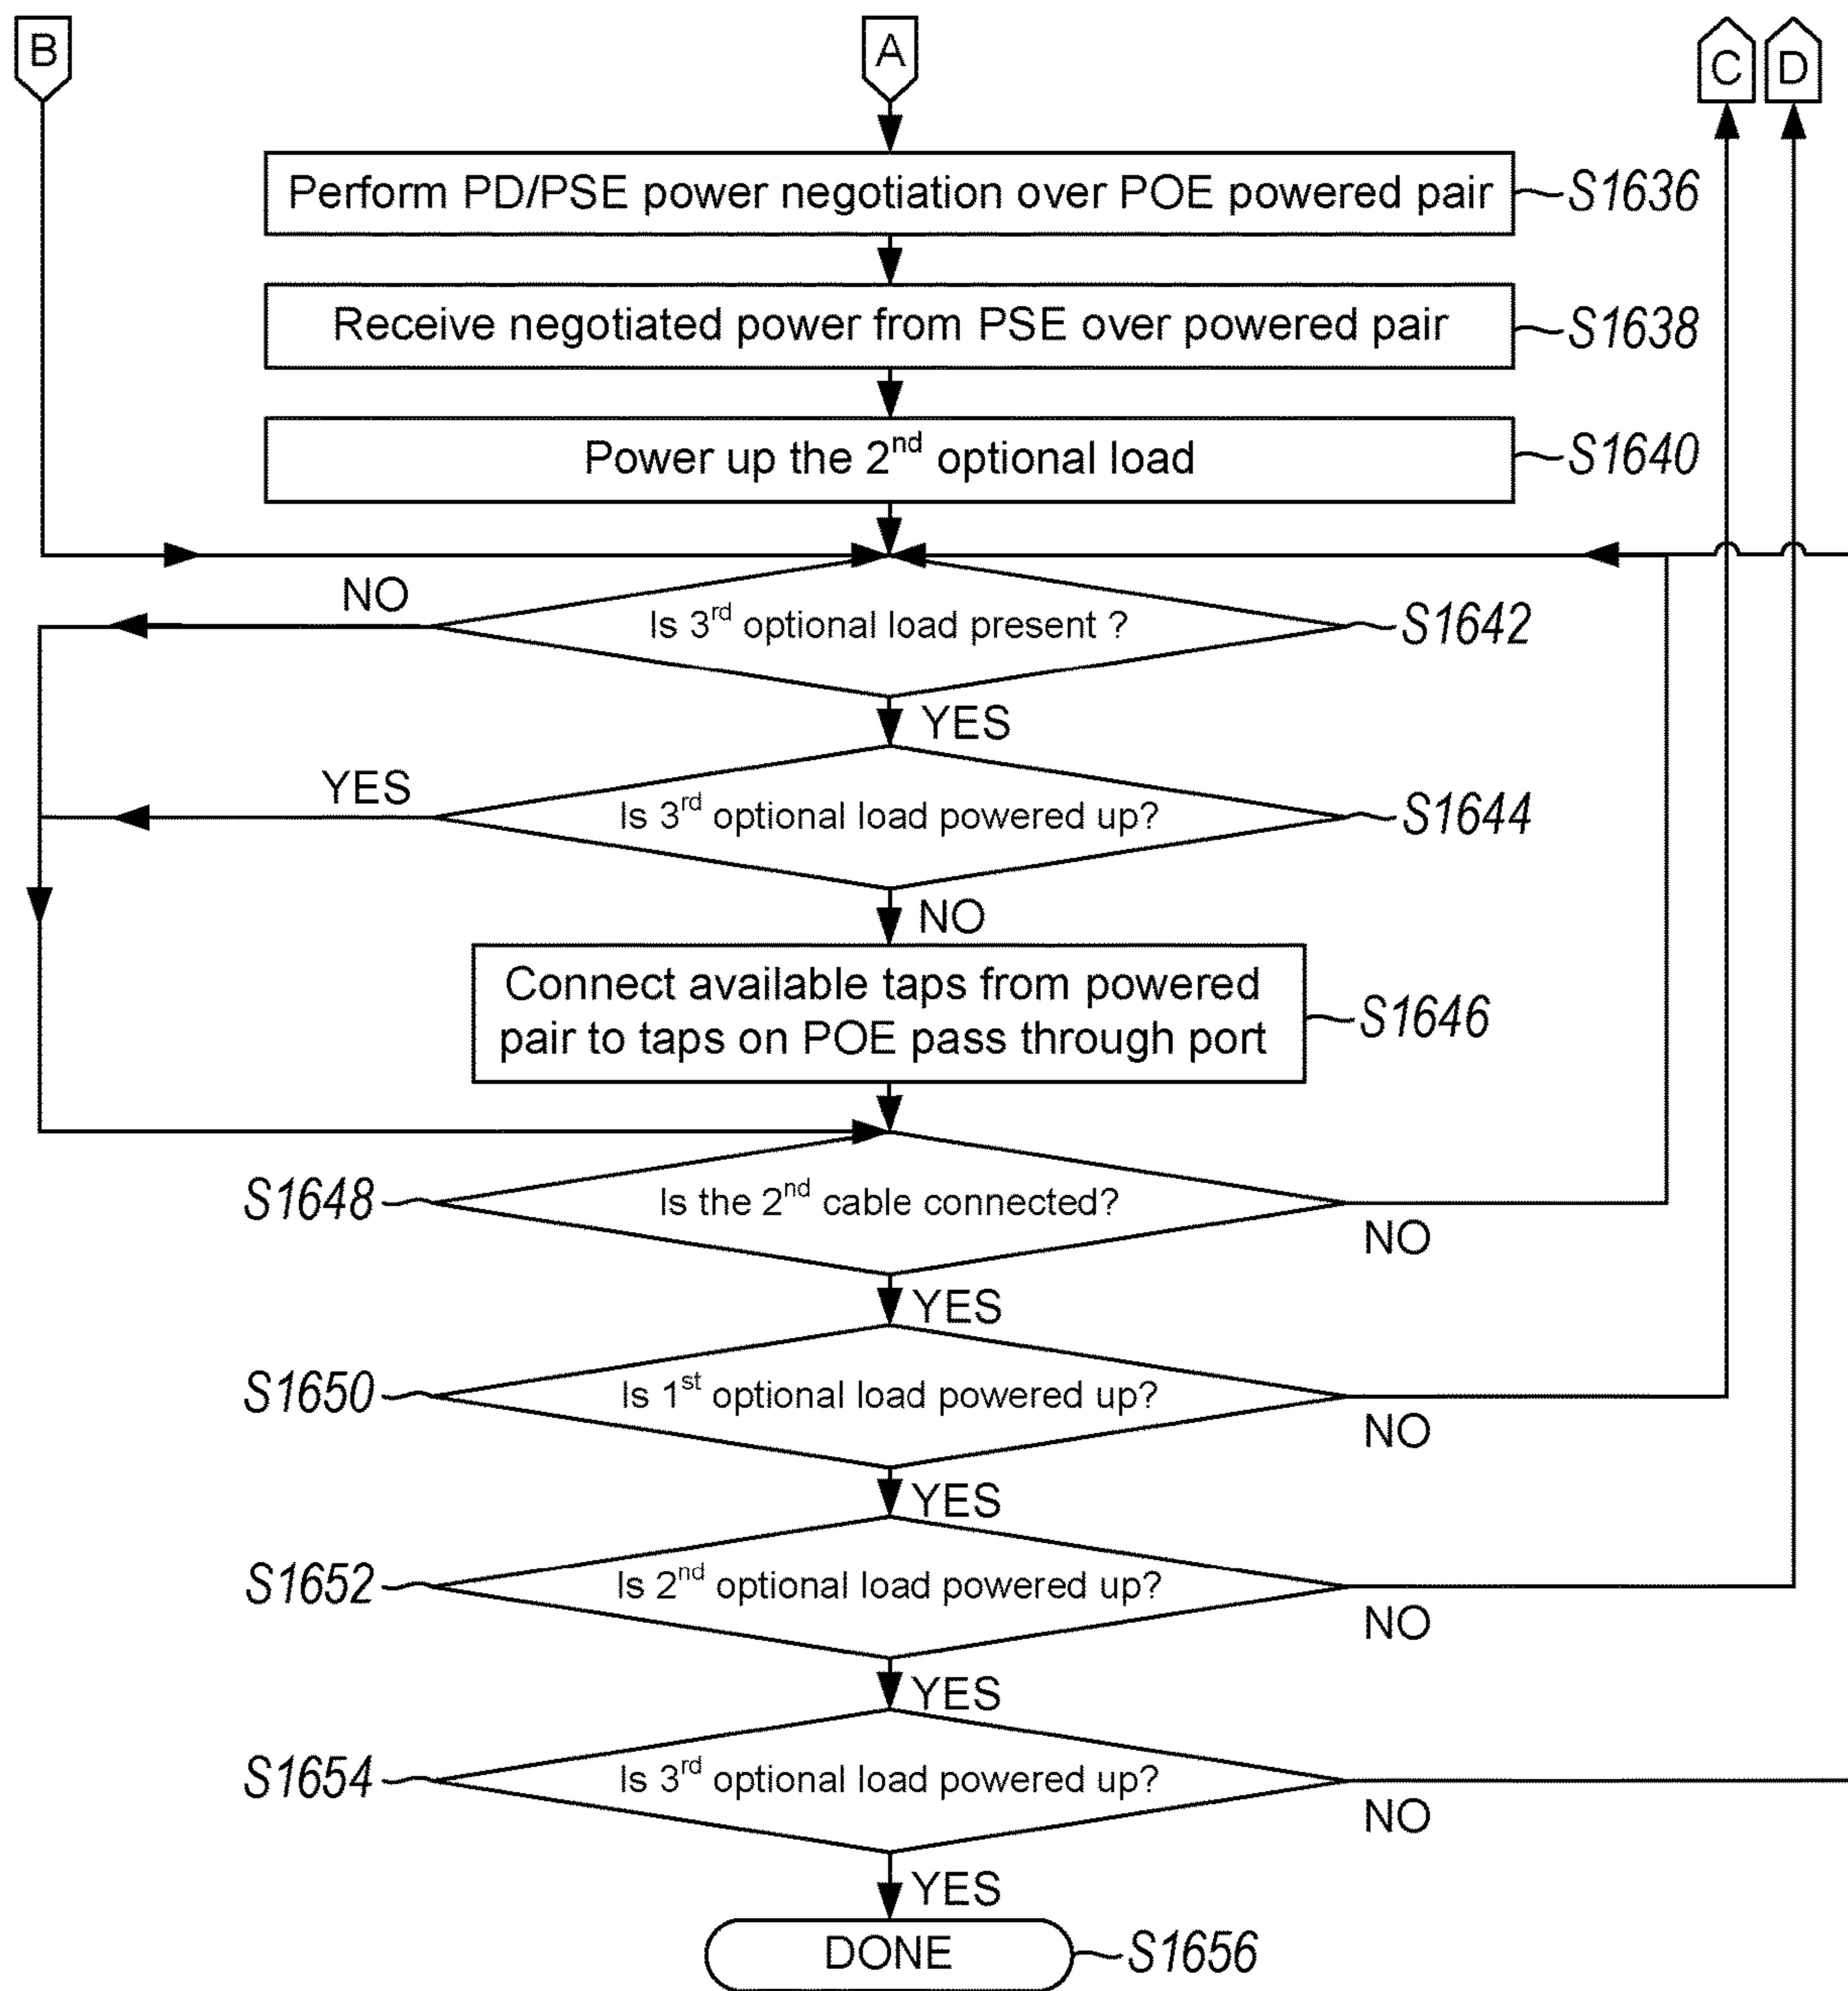 B
A
C
D
Perform PD/PSE power negotiation over POE powered pair
S1636
Receive negotiated power from PSE over powered pair
S1638
Power up the 2nd optional load
S1640
NO
Is 3rd optional load present ?
S1642
YES
YES
Is 3rd optional load powered up?
S1644
NO
Connect available taps from powered
pair to taps on POE pass through port
S1646
S1648
Is the 2nd cable connected?
NO
YES
S1650
Is 1st optional load powered up?
NO
YES
S1652
Is 2nd optional load powered up?
NO
YES
S1654
Is 3rd optional load powered up?
NO
YES
DONE
S1656